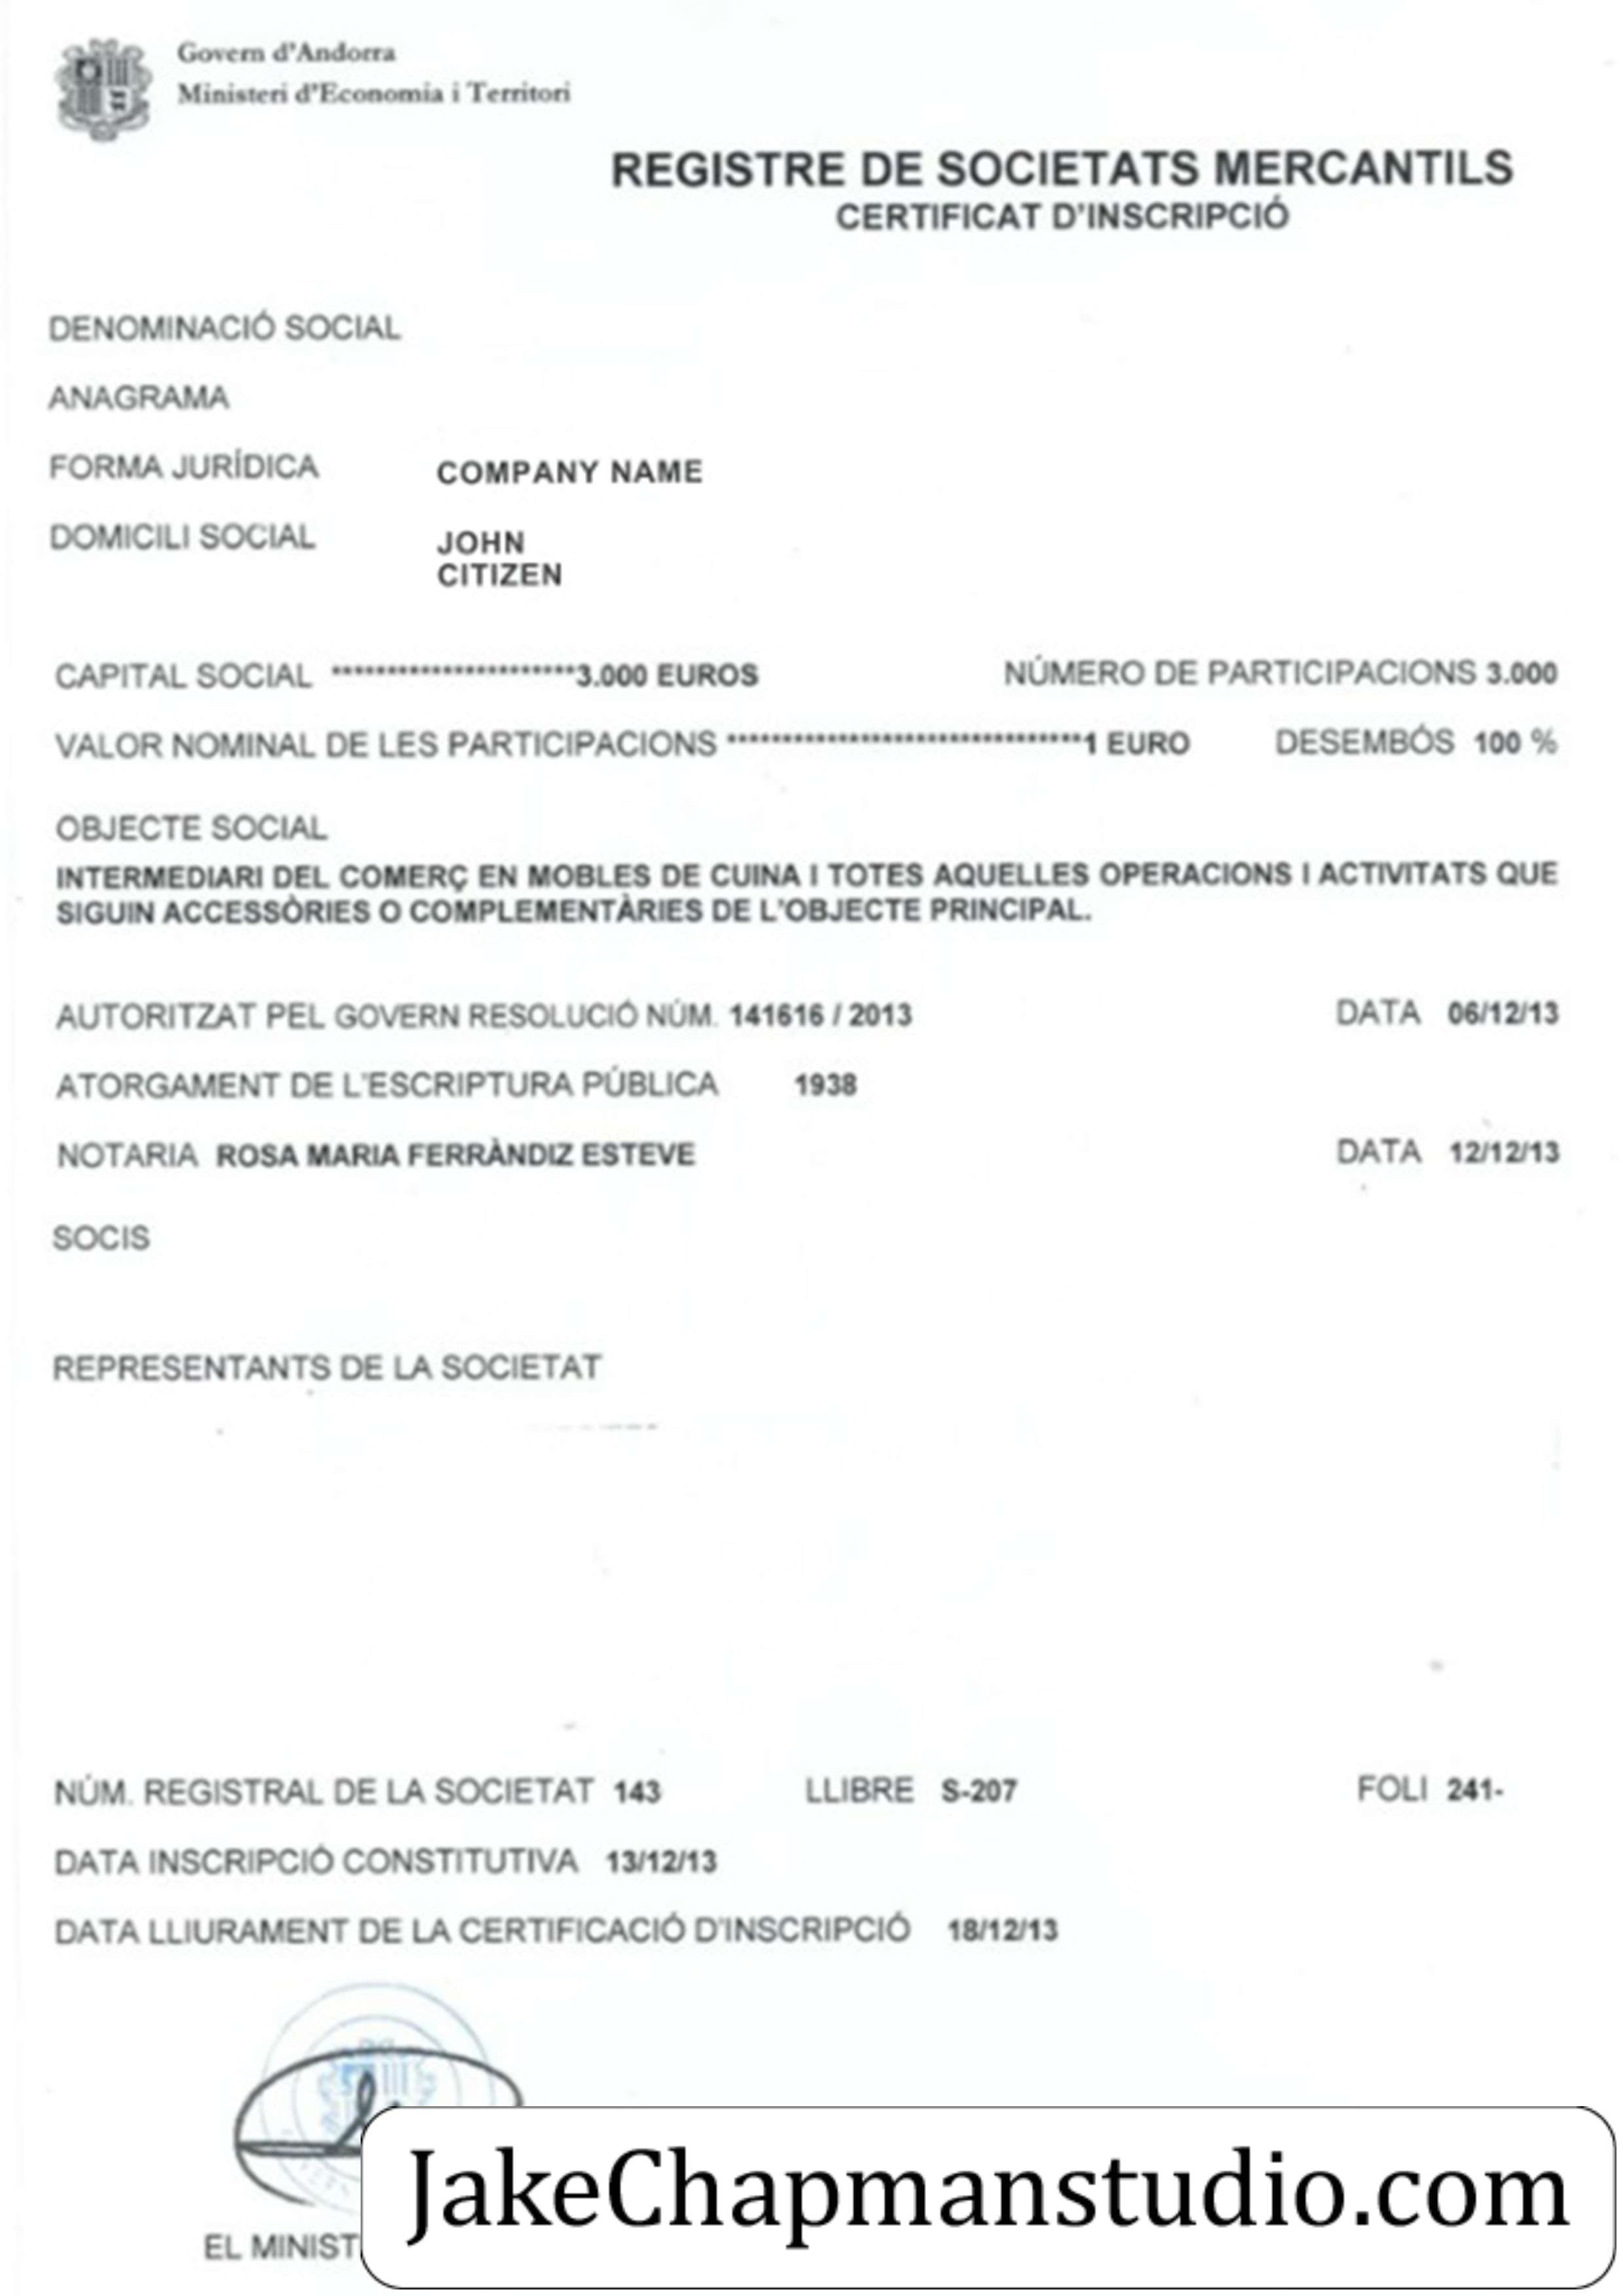 Govern d'Andorra
Ministeri d'Economia i Territori
REGISTRE DE SOCIETATS MERCANTILS
CERTIFICAT D'INSCRIPCIÓ
DENOMINACIÓ SOCIAL
ANAGRAMA
FORMA JURÍDICA COMPANY NAME
DOMICILI SOCIAL JOHN
CITIZEN
CAPITAL SOCIAL **********************3.000 EUROS NÚMERO DE PARTICIPACIONS 3.000
VALOR NOMINAL DE LES PARTICIPACIONS ********************************1 EURO DESEMBÓS 100 %
OBJECTE SOCIAL
INTERMEDIARI DEL COMERÇ EN MOBLES DE CUINA I TOTES AQUELLES OPERACIONS I ACTIVITATS QUE
SIGUIN ACCESSÒRIES O COMPLEMENTÀRIES DE L'OBJECTE PRINCIPAL.
AUTORITZAT PEL GOVERN RESOLUCIÓ NÚM. 141616 / 2013 DATA 06/12/13
ATORGAMENT DE L'ESCRIPTURA PÚBLICA 1938
NOTARIA ROSA MARIA FERRÀNDIZ ESTEVE DATA 12/12/13
SOCIS
REPRESENTANTS DE LA SOCIETAT
NÚM. REGISTRAL DE LA SOCIETAT 143 LLIBRE S-207 FOLI 241-
DATA INSCRIPCIÓ CONSTITUTIVA 13/12/13
DATA LLIURAMENT DE LA CERTIFICACIÓ D'INSCRIPCIÓ 18/12/13
EL MINIST
JakeChapmanstudio.com